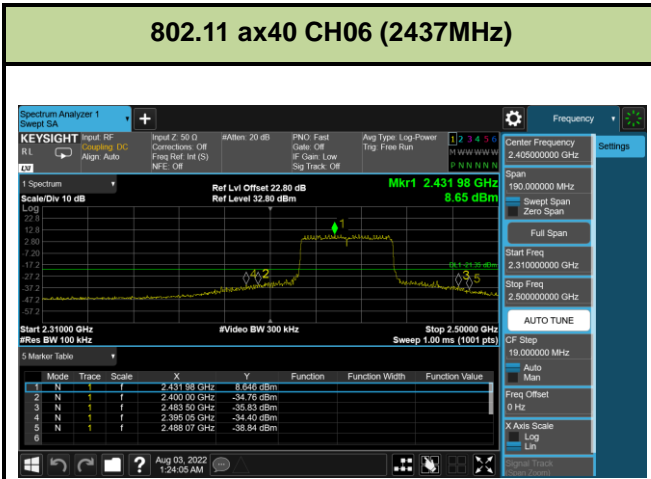 802.11 ax40 CH06 (2437MHz)
Spectrum Analyzer 1
Swept SA
Frequency
Settings
KEYSIGHT
RL
Input: RF
Coupling: DC
Align: Auto
Input Z: 50 Ω
Corrections: Off
Freq Ref: Int (S)
NFE: Off
#Atten: 20 dB
PNO: Fast
Gate: Off
IF Gain: Low
Sig Track: Off
Avg Type: Log-Power
Trig: Free Run
1 2 3 4 5 6
M W W W W W
P N N N N N
1 Spectrum
Scale/Div 10 dB
Ref Lvl Offset 22.80 dB
Ref Level 32.80 dBm
Mkr1 2.431 98 GHz
8.65 dBm
Log
22.8
12.8
2.80
-7.20
-17.2
-27.2
-37.2
-47.2
-57.2
1
DL1 -21.35 dBm
4 2
3 5
Start 2.31000 GHz
#Video BW 300 kHz
Stop 2.50000 GHz
#Res BW 100 kHz
Sweep 1.00 ms (1001 pts)
5 Marker Table
Mode Trace Scale X Y Function Function Width Function Value
1 N 1 f 2.431 98 GHz 8.646 dBm
2 N 1 f 2.400 00 GHz -34.76 dBm
3 N 1 f 2.483 50 GHz -35.83 dBm
4 N 1 f 2.395 05 GHz -34.40 dBm
5 N 1 f 2.488 07 GHz -38.84 dBm
6
Center Frequency
2.405000000 GHz
Span
190.000000 MHz
Swept Span
Zero Span
Full Span
Start Freq
2.310000000 GHz
Stop Freq
2.500000000 GHz
AUTO TUNE
CF Step
19.000000 MHz
Auto
Man
Freq Offset
0 Hz
X Axis Scale
Log
Lin
Signal Track
(Span Zoom)
Aug 03, 2022
1:24:05 AM